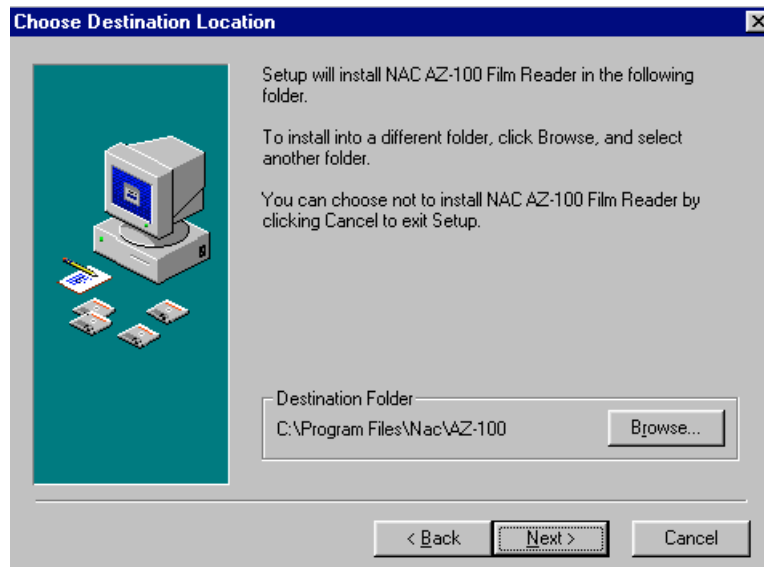 Choose Destination Location
Setup will install NAC AZ-100 Film Reader in the following
folder.
To install into a different folder, click Browse, and select
another folder.
You can choose not to install NAC AZ-100 Film Reader by
clicking Cancel to exit Setup.
Destination Folder
C:\Program Files\Nac\AZ-100
Browse...
< Back
Next >
Cancel